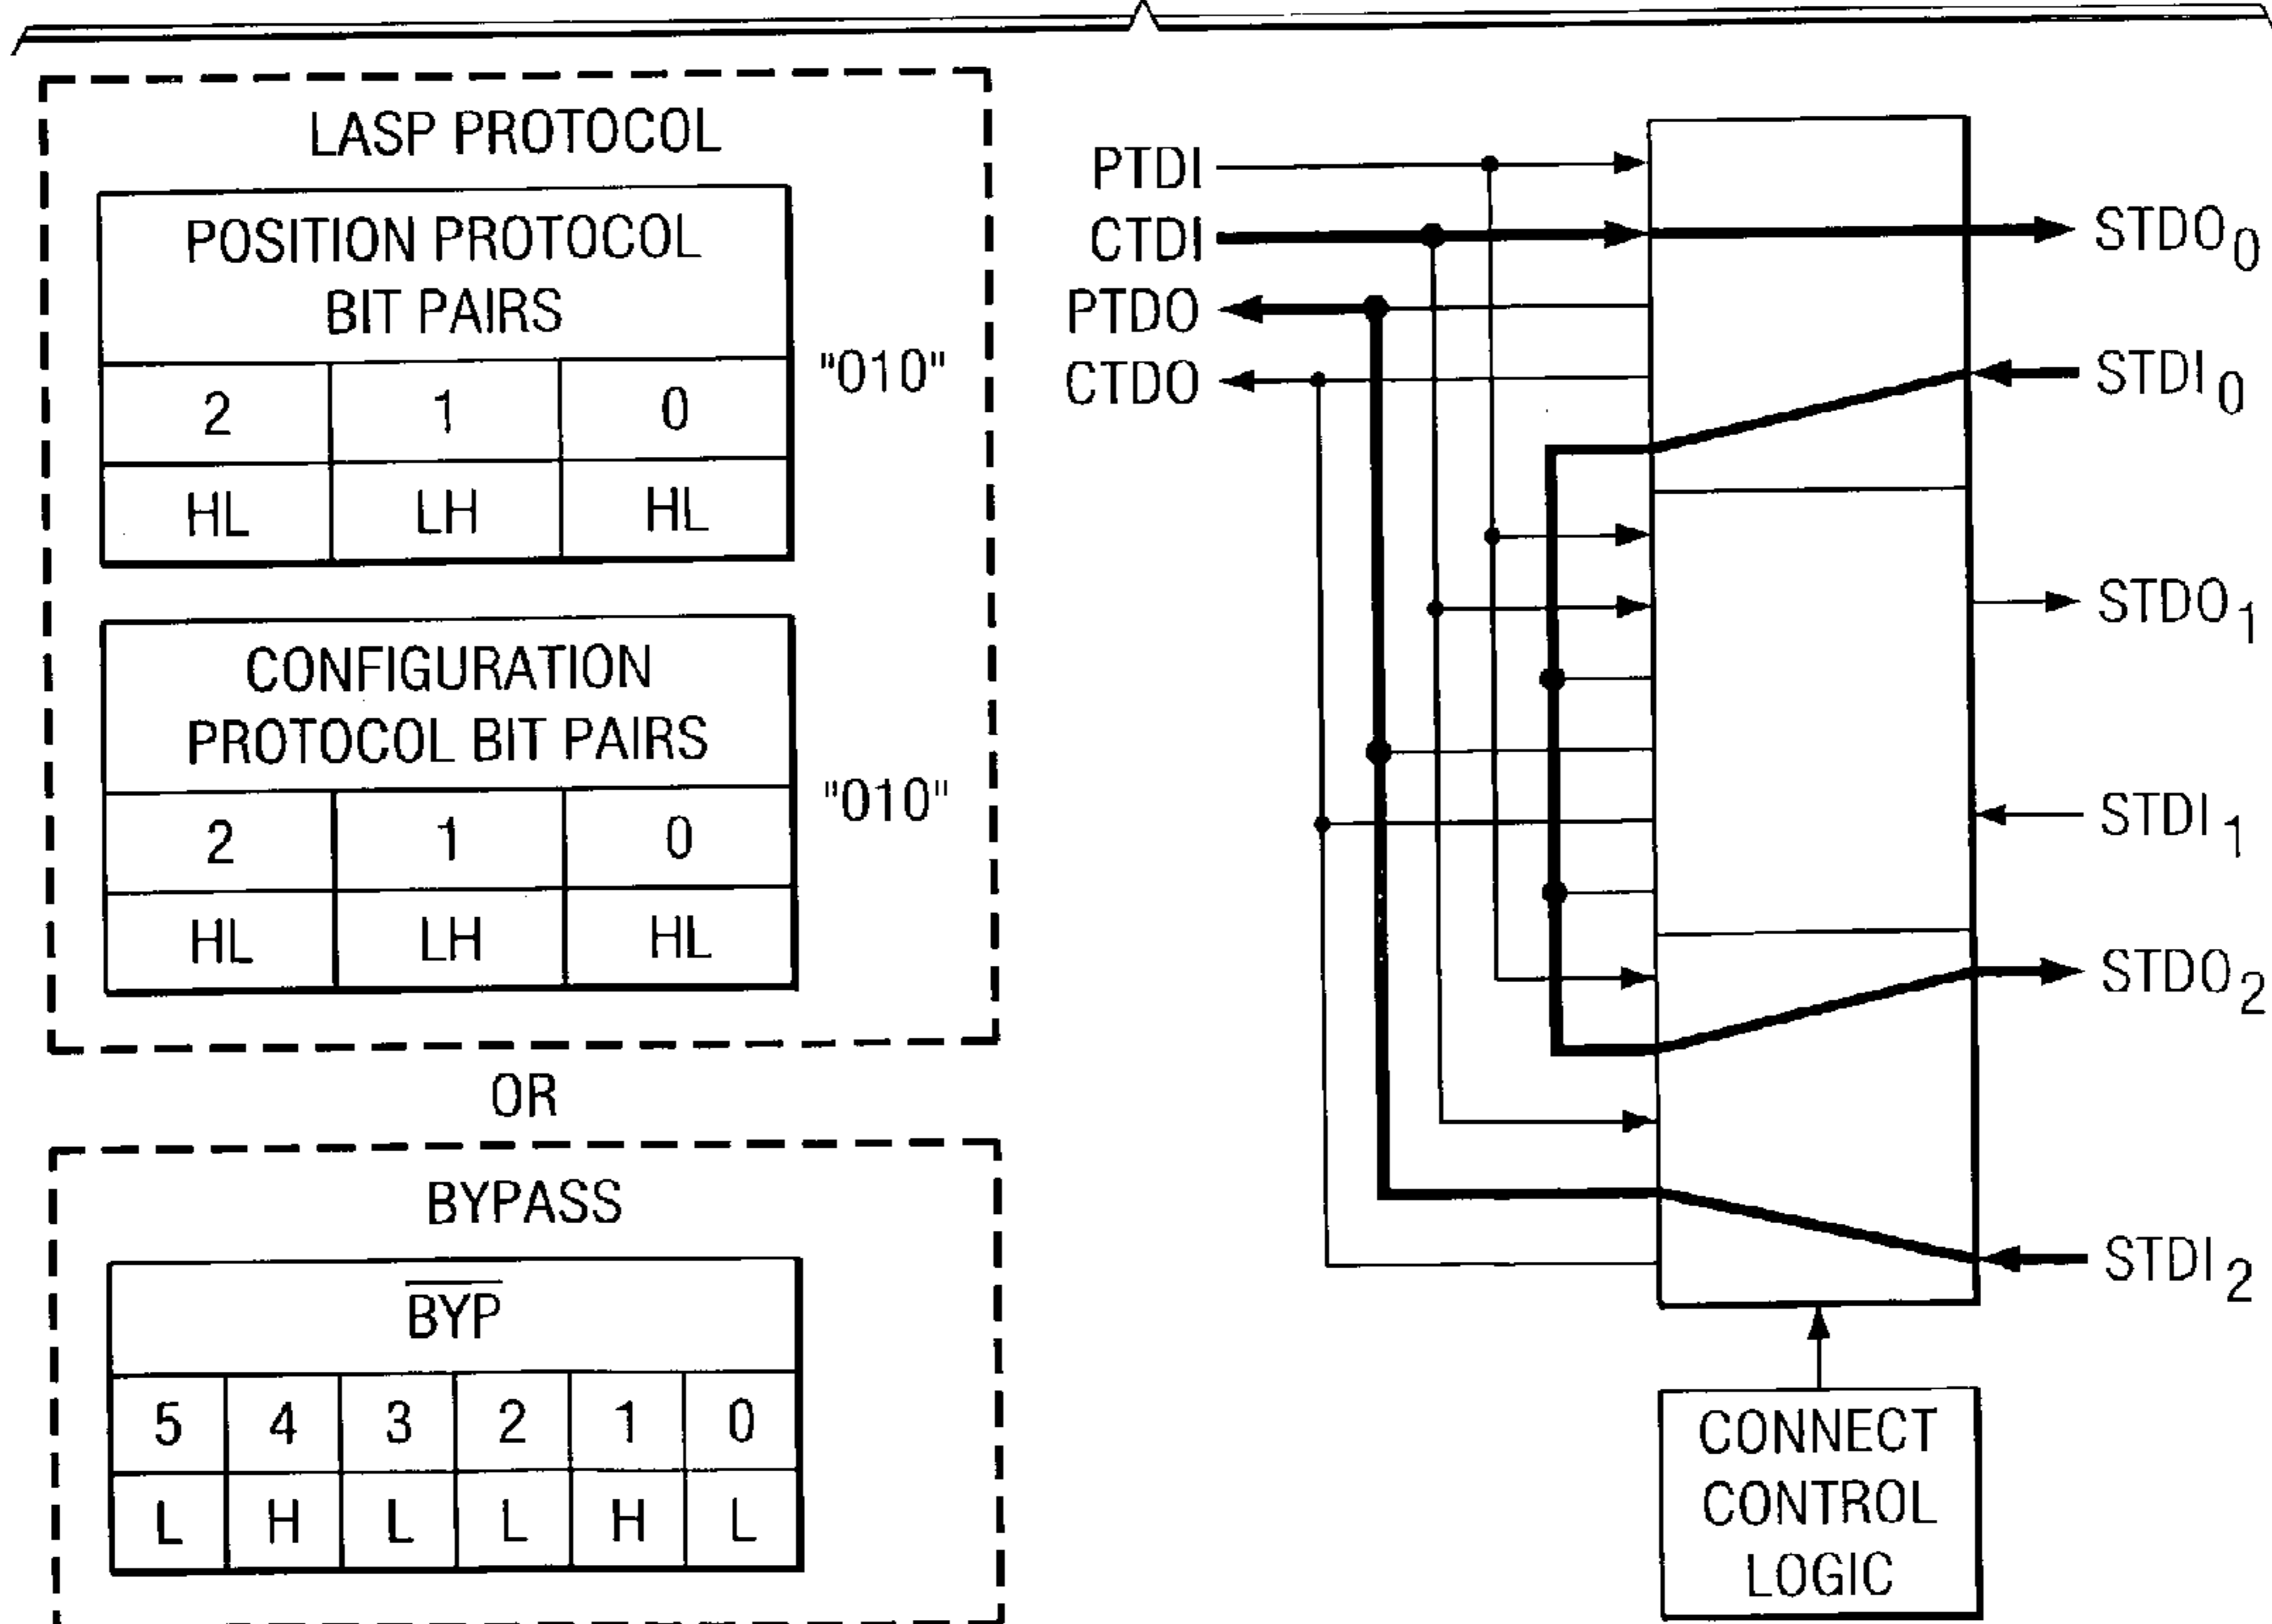 LASP PROTOCOL
POSITION PROTOCOL
BIT PAIRS
2 1 0
HL LH HL
"010"
CONFIGURATION
PROTOCOL BIT PAIRS
2 1 0
HL LH HL
"010"
OR
BYPASS
BYP
5 4 3 2 1 0
L H L L H L
PTDI
CTDI
PTDO
CTDO
STDO0
STDI0
STDO1
STDI1
STDO2
STDI2
CONNECT
CONTROL
LOGIC